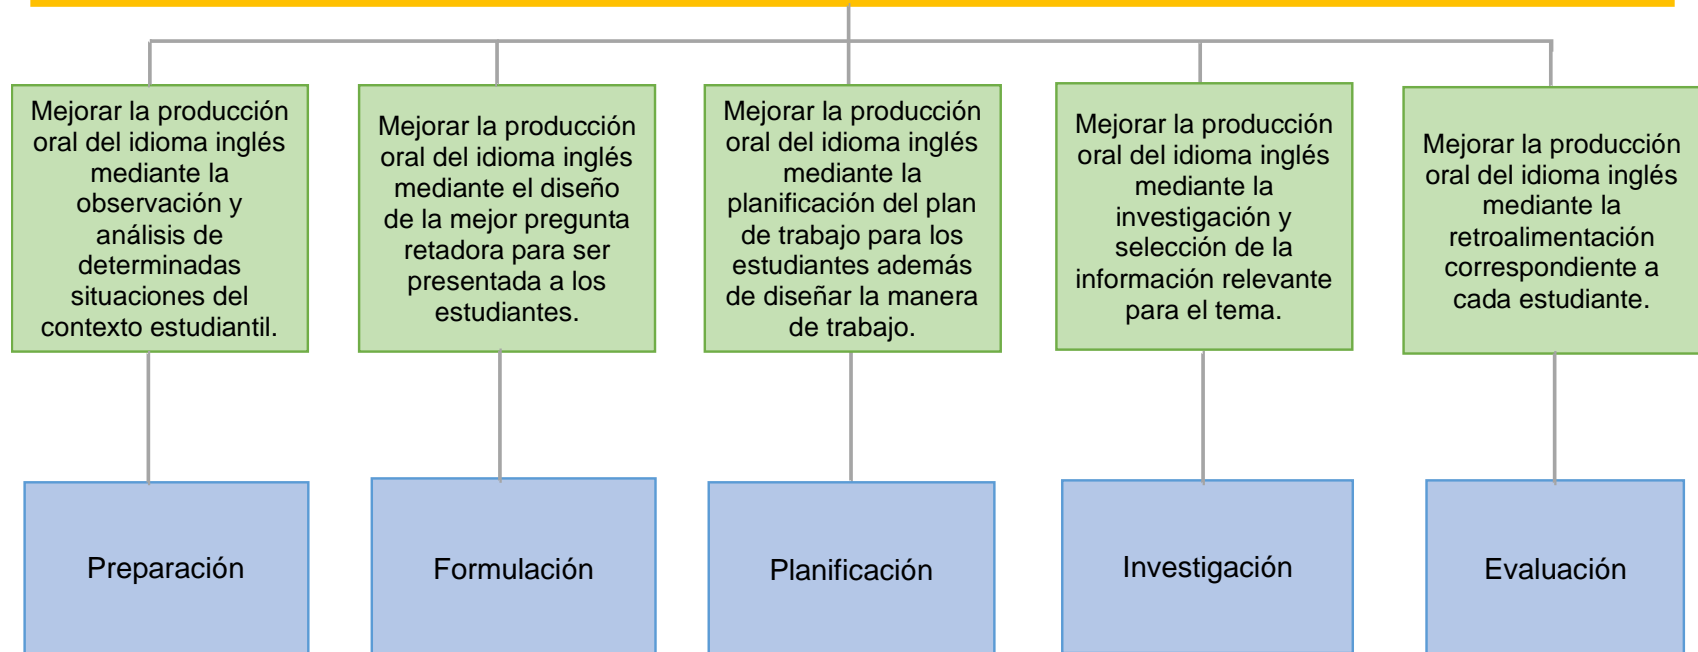 Mejorar la producción
oral del idioma inglés
mediante la
observación y
análisis de
determinadas
situaciones del
contexto estudiantil.
Mejorar la producción
oral del idioma inglés
mediante el diseño
de la mejor pregunta
retadora para ser
presentada a los
estudiantes.
Mejorar la producción
oral del idioma inglés
mediante la
planificación del plan
de trabajo para los
estudiantes además
de diseñar la manera
de trabajo.
Mejorar la producción
oral del idioma inglés
mediante la
investigación y
selección de la
información relevante
para el tema.
Mejorar la producción
oral del idioma inglés
mediante la
retroalimentación
correspondiente a
cada estudiante.
Preparación
Formulación
Planificación
Investigación
Evaluación